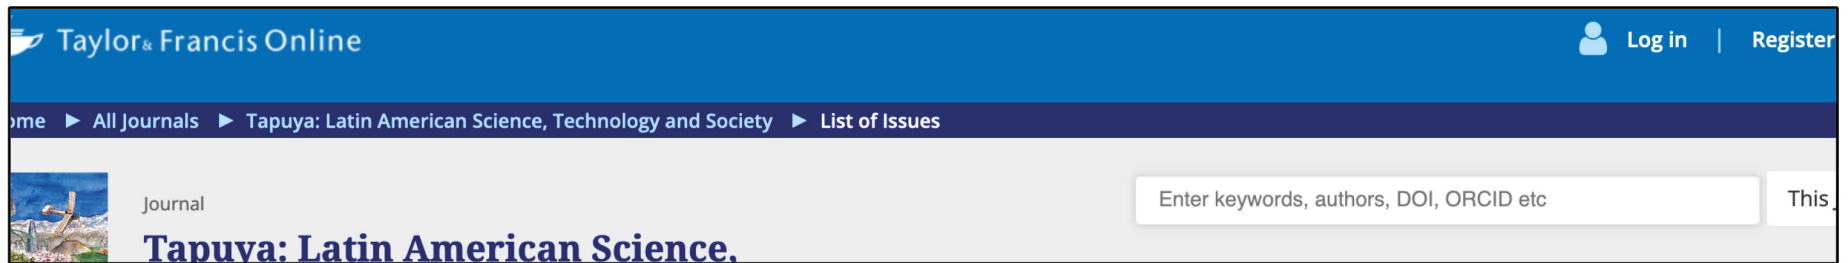 Taylor & Francis Online
Log in | Register
ome ▶ All Journals ▶ Tapuya: Latin American Science, Technology and Society ▶ List of Issues
Journal
Enter keywords, authors, DOI, ORCID etc
This
Tapuya: Latin American Science,